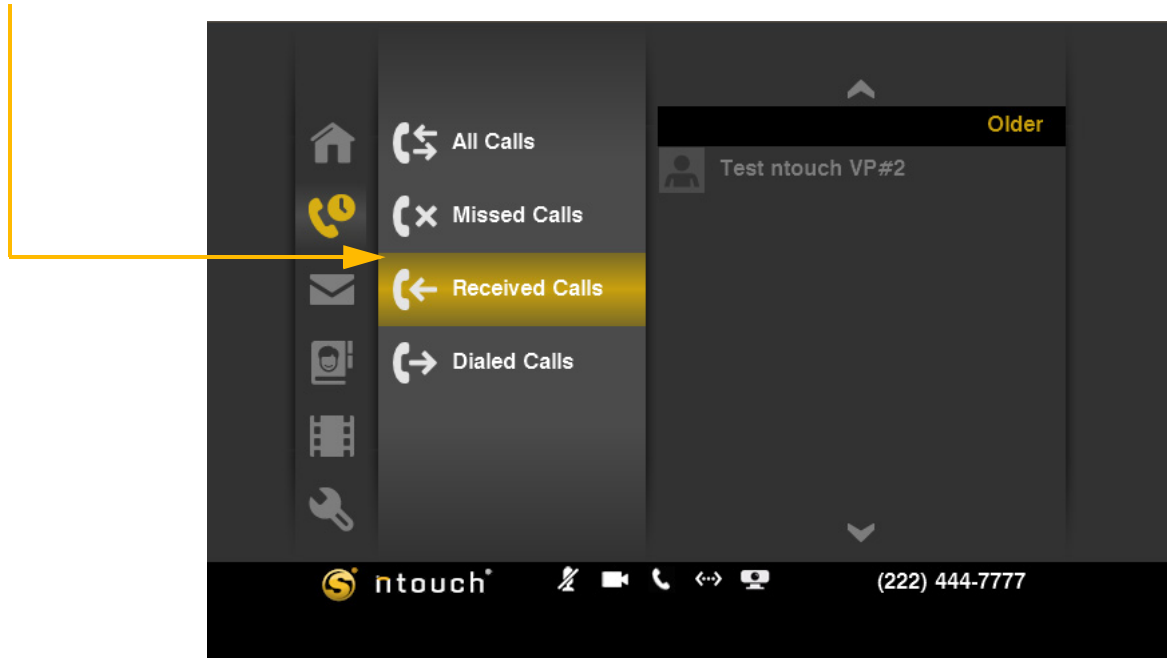 All Calls
Missed Calls
Received Calls
Dialed Calls
Older
Test ntouch VP#2
S ntouch
(222) 444-7777